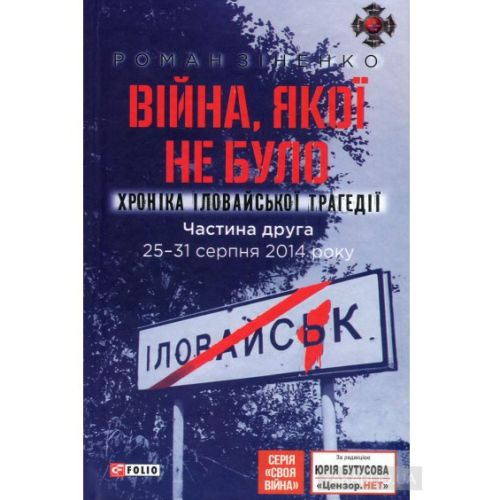 РОМАН ЗІНЕНКО
ВІЙНА, ЯКОЇ
НЕ БУЛО
ХРОНІКА ІЛОВАЙСЬКОЇ ТРАГЕДІЇ
Частина друга
25–31 серпня 2014 року
ІЛОВАЙСЬК
FOLIO
СЕРІЯ
«СВОЯ
ВІЙНА»
За редакцією
ЮРІЯ БУТУСОВА
«Цензор.НЕТ»